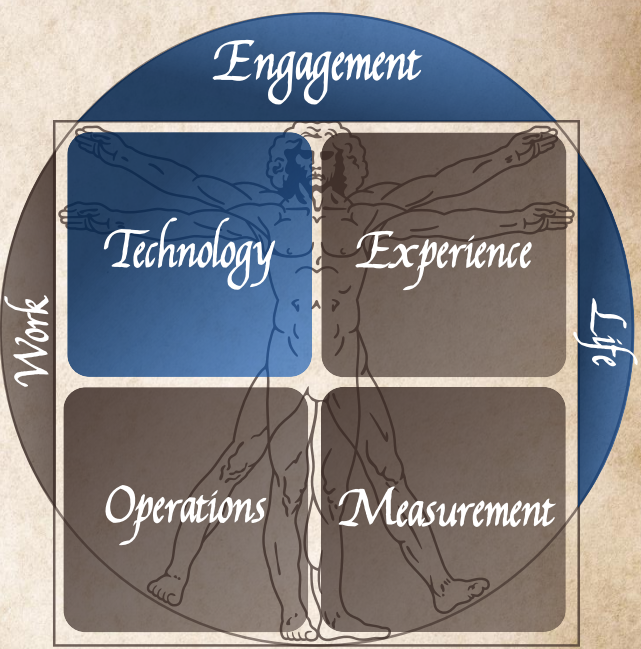 Engagement
Technology
Experience
Work
Life
Operations
Measurement